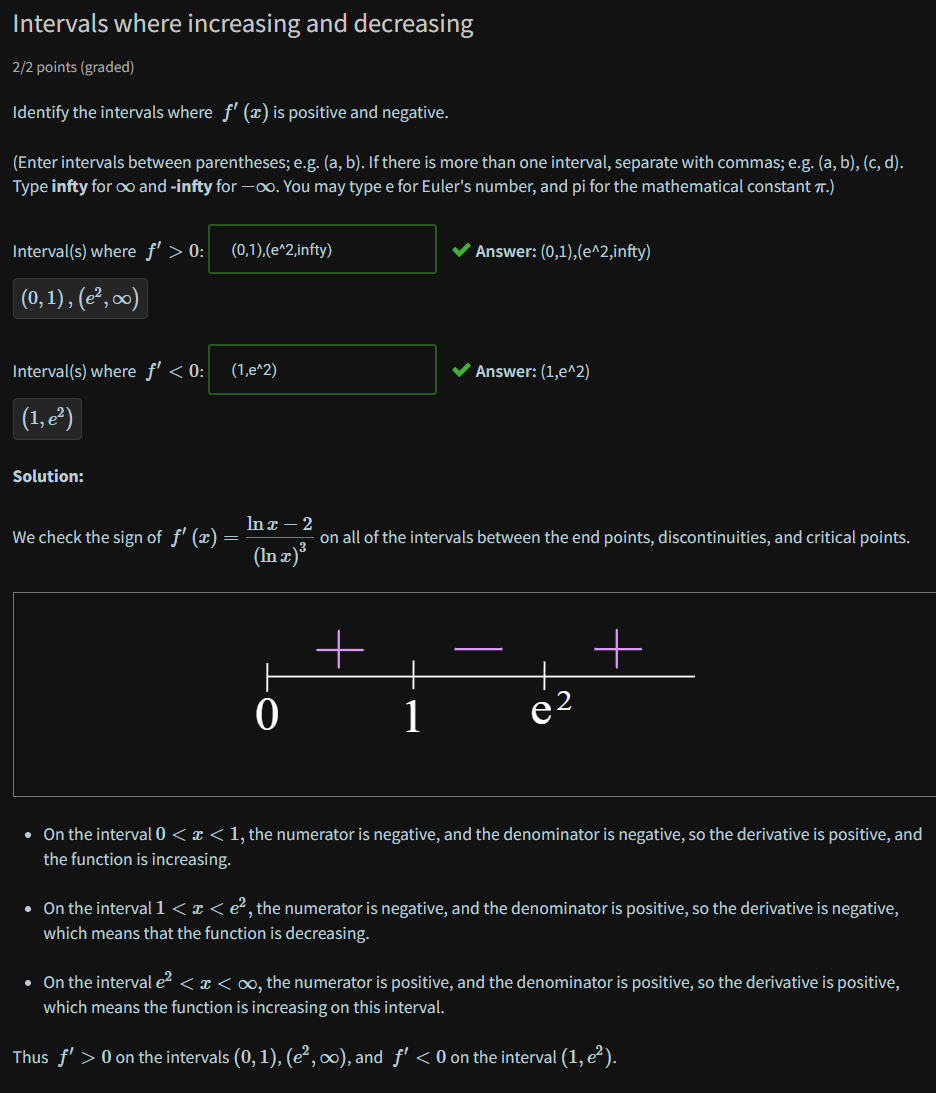 Intervals where increasing and decreasing
2/2 points (graded)
Identify the intervals where f′(x) is positive and negative.
(Enter intervals between parentheses; e.g. (a, b). If there is more than one interval, separate with commas; e.g. (a, b), (c, d).
Type infty for ∞ and -infty for −∞. You may type e for Euler's number, and pi for the mathematical constant π.)
Interval(s) where f′ > 0: (0,1),(e^2,infty) ✔ Answer: (0,1),(e^2,infty)
(0, 1), (e², ∞)
Interval(s) where f′ < 0: (1,e^2) ✔ Answer: (1,e^2)
(1, e²)
Solution:
We check the sign of f′(x) = (ln x − 2)/(ln x)³ on all of the intervals between the end points, discontinuities, and critical points.
+ − +
0 1 e²
• On the interval 0 < x < 1, the numerator is negative, and the denominator is negative, so the derivative is positive, and
the function is increasing.
• On the interval 1 < x < e², the numerator is negative, and the denominator is positive, so the derivative is negative,
which means that the function is decreasing.
• On the interval e² < x < ∞, the numerator is positive, and the denominator is positive, so the derivative is positive,
which means the function is increasing on this interval.
Thus f′ > 0 on the intervals (0, 1), (e², ∞), and f′ < 0 on the interval (1, e²).